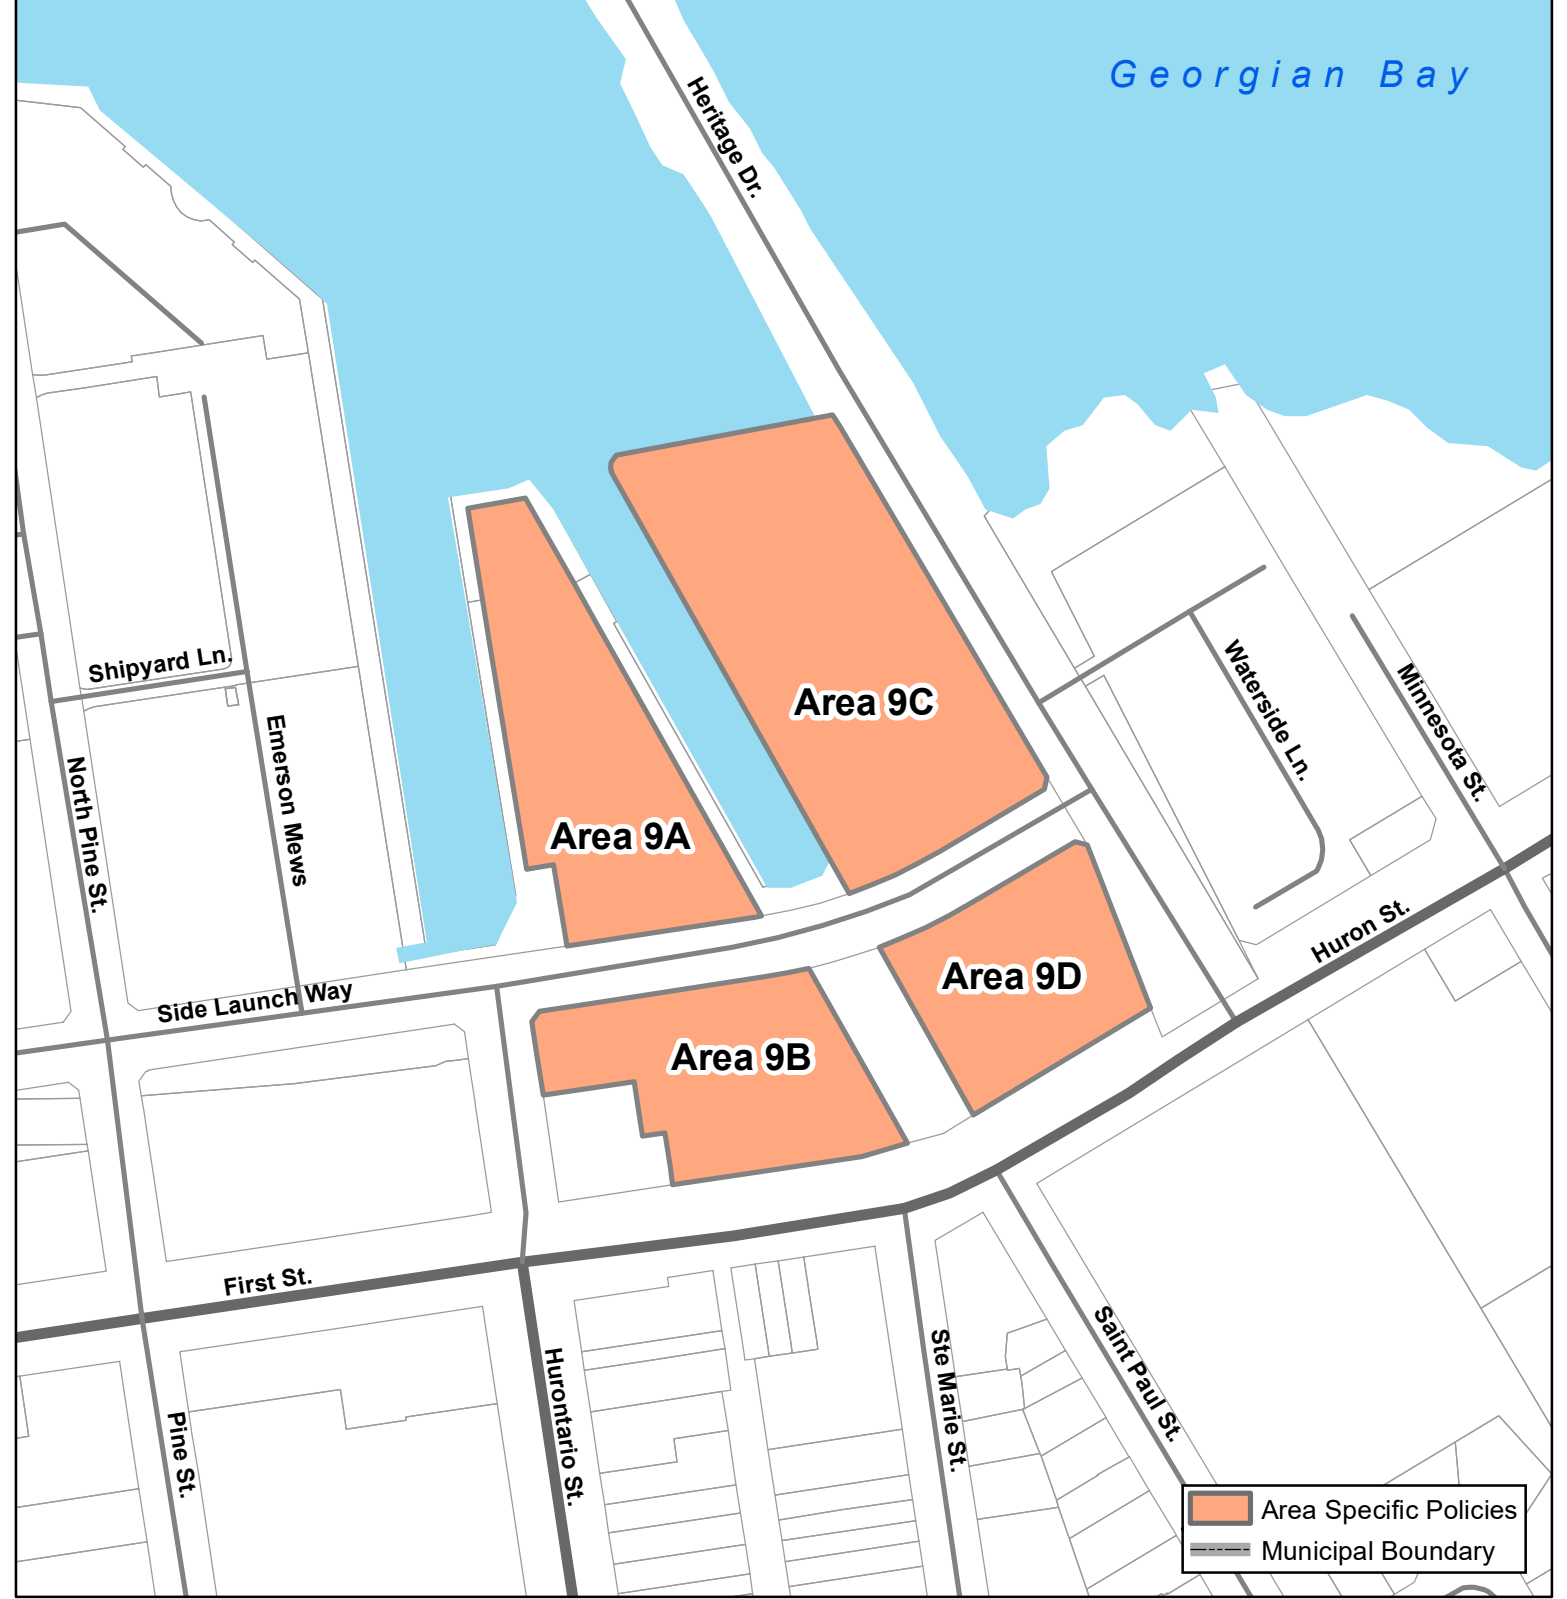 Georgian Bay
Heritage Dr.
Shipyard Ln.
Waterside Ln.
Minnesota St.
Area 9C
Emerson Mews
North Pine St.
Area 9A
Huron St.
Area 9D
Side Launch Way
Area 9B
First St.
Saint Paul St.
Ste Marie St.
Hurontario St.
Pine St.
Area Specific Policies
Municipal Boundary